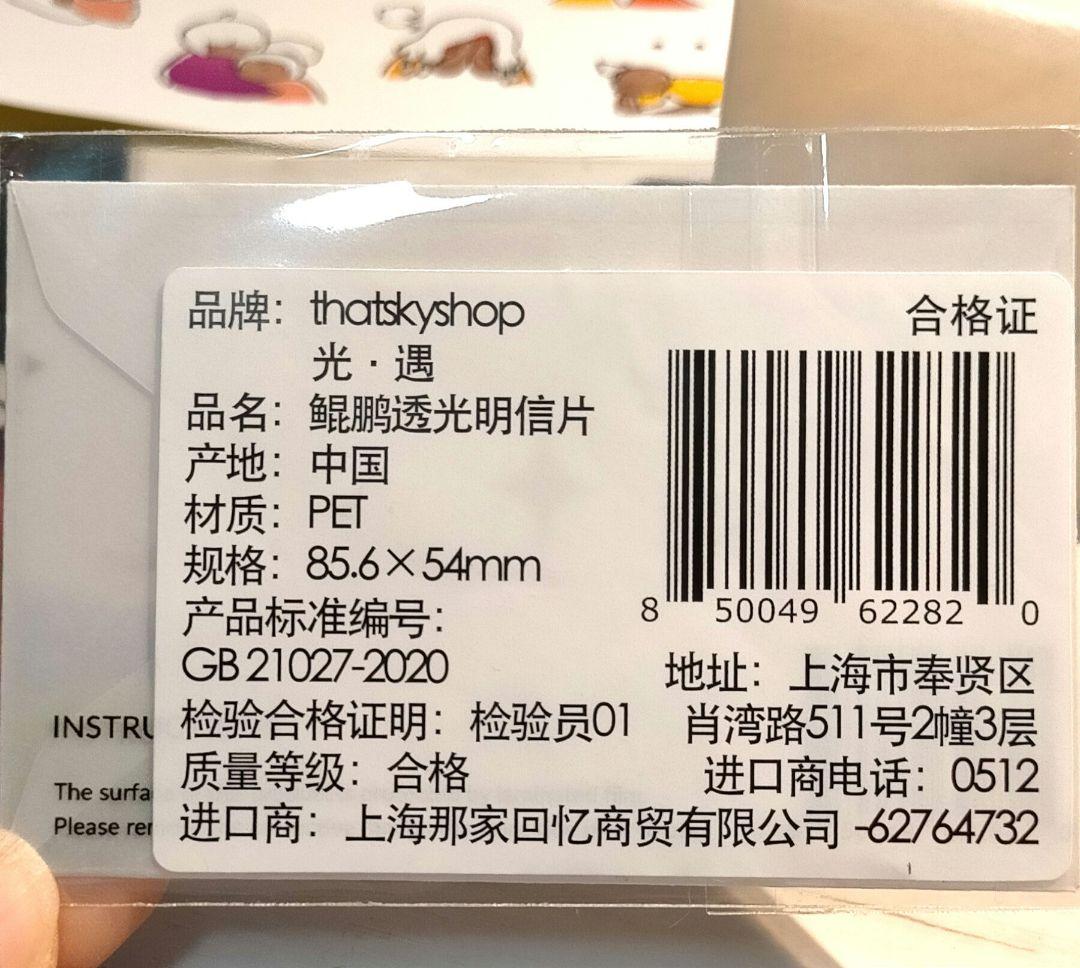 品牌：thatskyshop
光·遇
品名：鲲鹏透光明信片
产地：中国
材质：PET
规格：85.6×54mm
产品标准编号：
GB 21027-2020
检验合格证明：检验员01
质量等级：合格
进口商：上海那家回忆商贸有限公司
合格证
8 50049 62282 0
地址：上海市奉贤区
肖湾路511号2幢3层
进口商电话：0512
-62764732
INSTRU
The surfa
Please rem